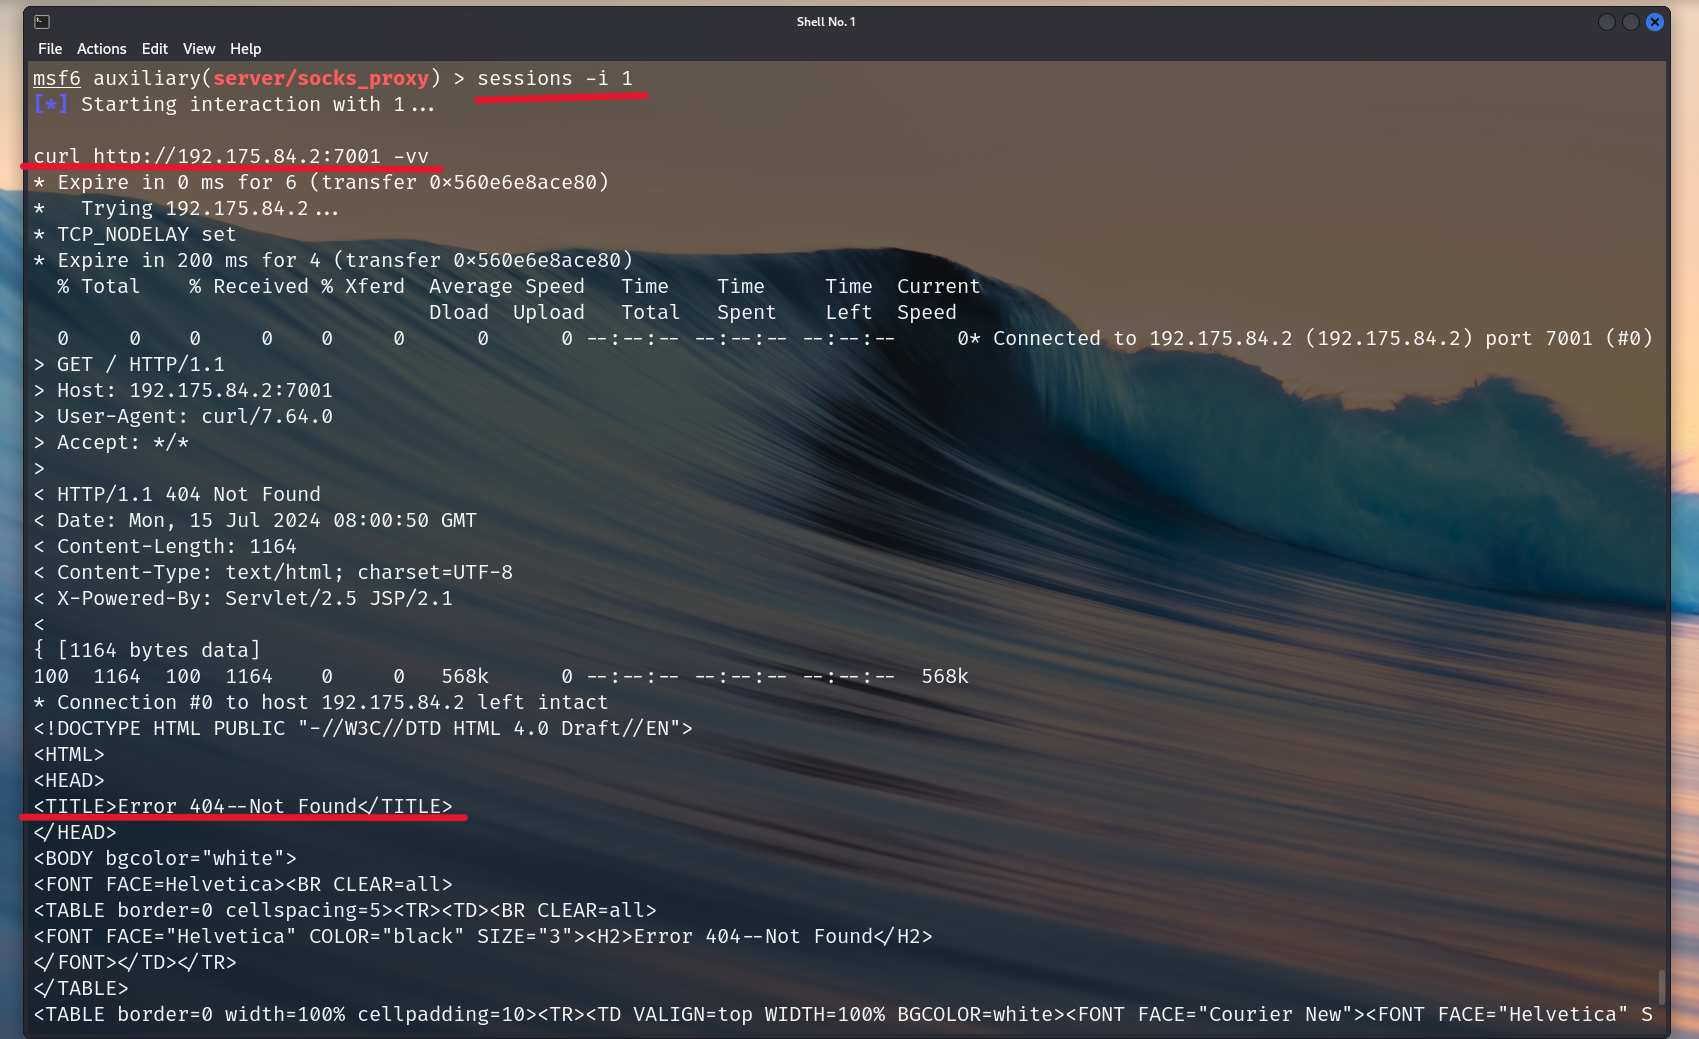 Shell No. 1
File Actions Edit View Help
msf6 auxiliary(server/socks_proxy) > sessions -i 1
[*] Starting interaction with 1...
curl http://192.175.84.2:7001 -vv
* Expire in 0 ms for 6 (transfer 0x560e6e8ace80)
*   Trying 192.175.84.2...
* TCP_NODELAY set
* Expire in 200 ms for 4 (transfer 0x560e6e8ace80)
  % Total    % Received % Xferd  Average Speed   Time    Time     Time  Current
                                 Dload  Upload   Total   Spent    Left  Speed
  0     0    0     0    0     0      0      0 --:--:-- --:--:-- --:--:--     0* Connected to 192.175.84.2 (192.175.84.2) port 7001 (#0)
> GET / HTTP/1.1
> Host: 192.175.84.2:7001
> User-Agent: curl/7.64.0
> Accept: */*
>
< HTTP/1.1 404 Not Found
< Date: Mon, 15 Jul 2024 08:00:50 GMT
< Content-Length: 1164
< Content-Type: text/html; charset=UTF-8
< X-Powered-By: Servlet/2.5 JSP/2.1
<
{ [1164 bytes data]
100  1164  100  1164    0     0   568k      0 --:--:-- --:--:-- --:--:--  568k
* Connection #0 to host 192.175.84.2 left intact
<!DOCTYPE HTML PUBLIC "-//W3C//DTD HTML 4.0 Draft//EN">
<HTML>
<HEAD>
<TITLE>Error 404--Not Found</TITLE>
</HEAD>
<BODY bgcolor="white">
<FONT FACE=Helvetica><BR CLEAR=all>
<TABLE border=0 cellspacing=5><TR><TD><BR CLEAR=all>
<FONT FACE="Helvetica" COLOR="black" SIZE="3"><H2>Error 404--Not Found</H2>
</FONT></TD></TR>
</TABLE>
<TABLE border=0 width=100% cellpadding=10><TR><TD VALIGN=top WIDTH=100% BGCOLOR=white><FONT FACE="Courier New"><FONT FACE="Helvetica" S